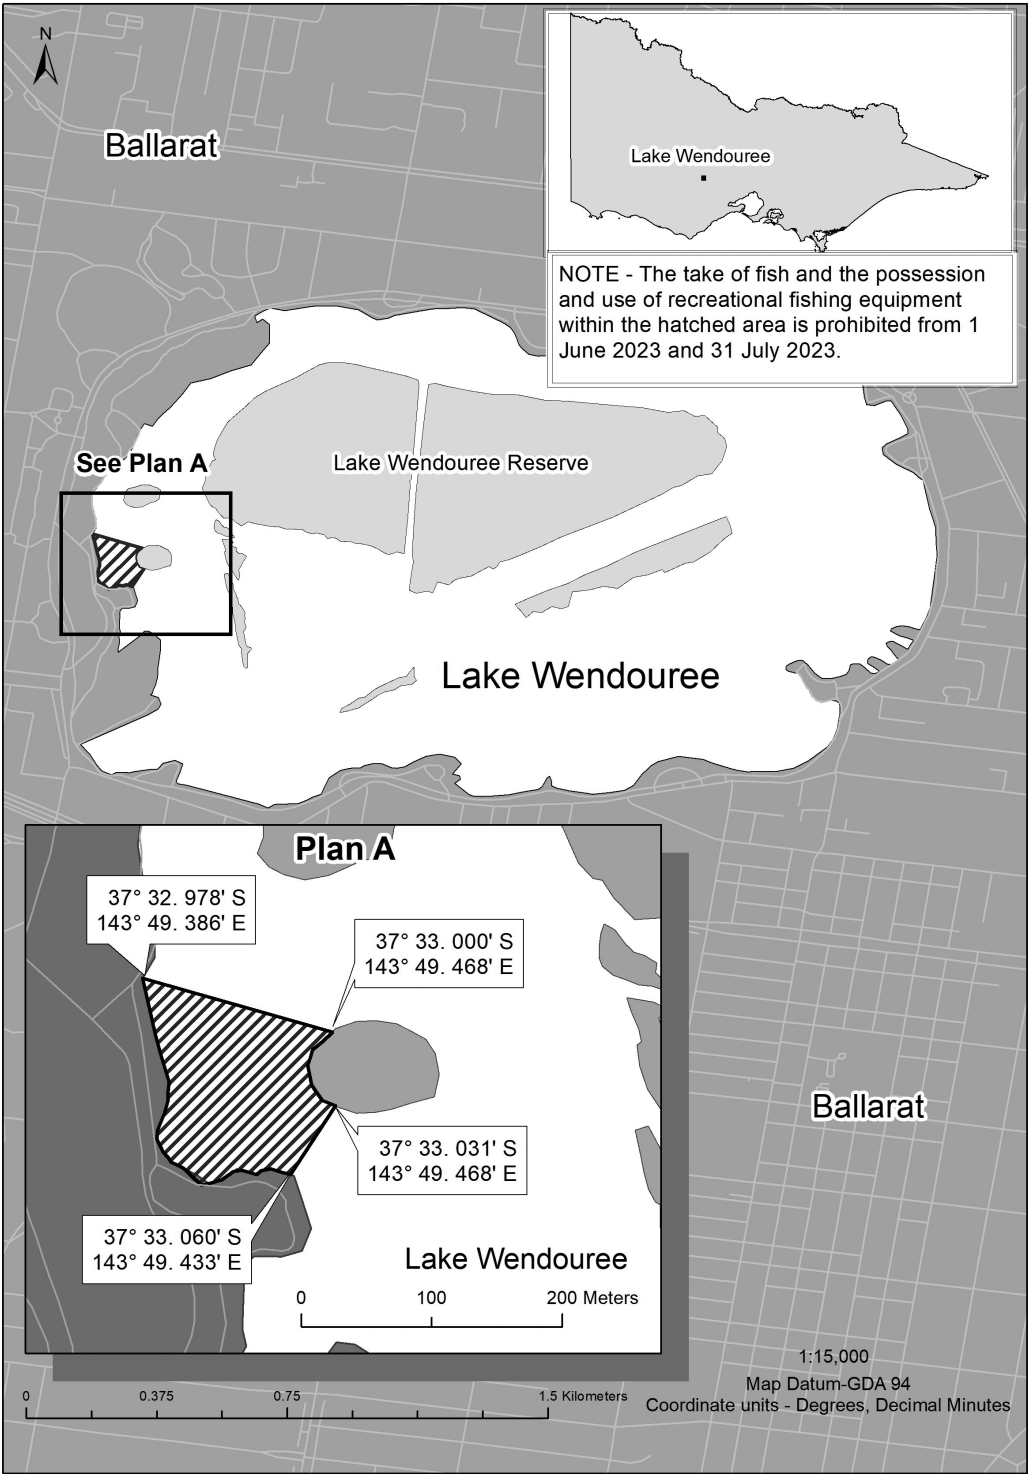 N
Ballarat
Lake Wendouree
NOTE - The take of fish and the possession
and use of recreational fishing equipment
within the hatched area is prohibited from 1
June 2023 and 31 July 2023.
See Plan A
Lake Wendouree Reserve
Lake Wendouree
Plan A
37° 32. 978' S
143° 49. 386' E
37° 33. 000' S
143° 49. 468' E
37° 33. 031' S
143° 49. 468' E
37° 33. 060' S
143° 49. 433' E
Lake Wendouree
0 100 200 Meters
Ballarat
1:15,000
Map Datum-GDA 94
Coordinate units - Degrees, Decimal Minutes
0 0.375 0.75 1.5 Kilometers